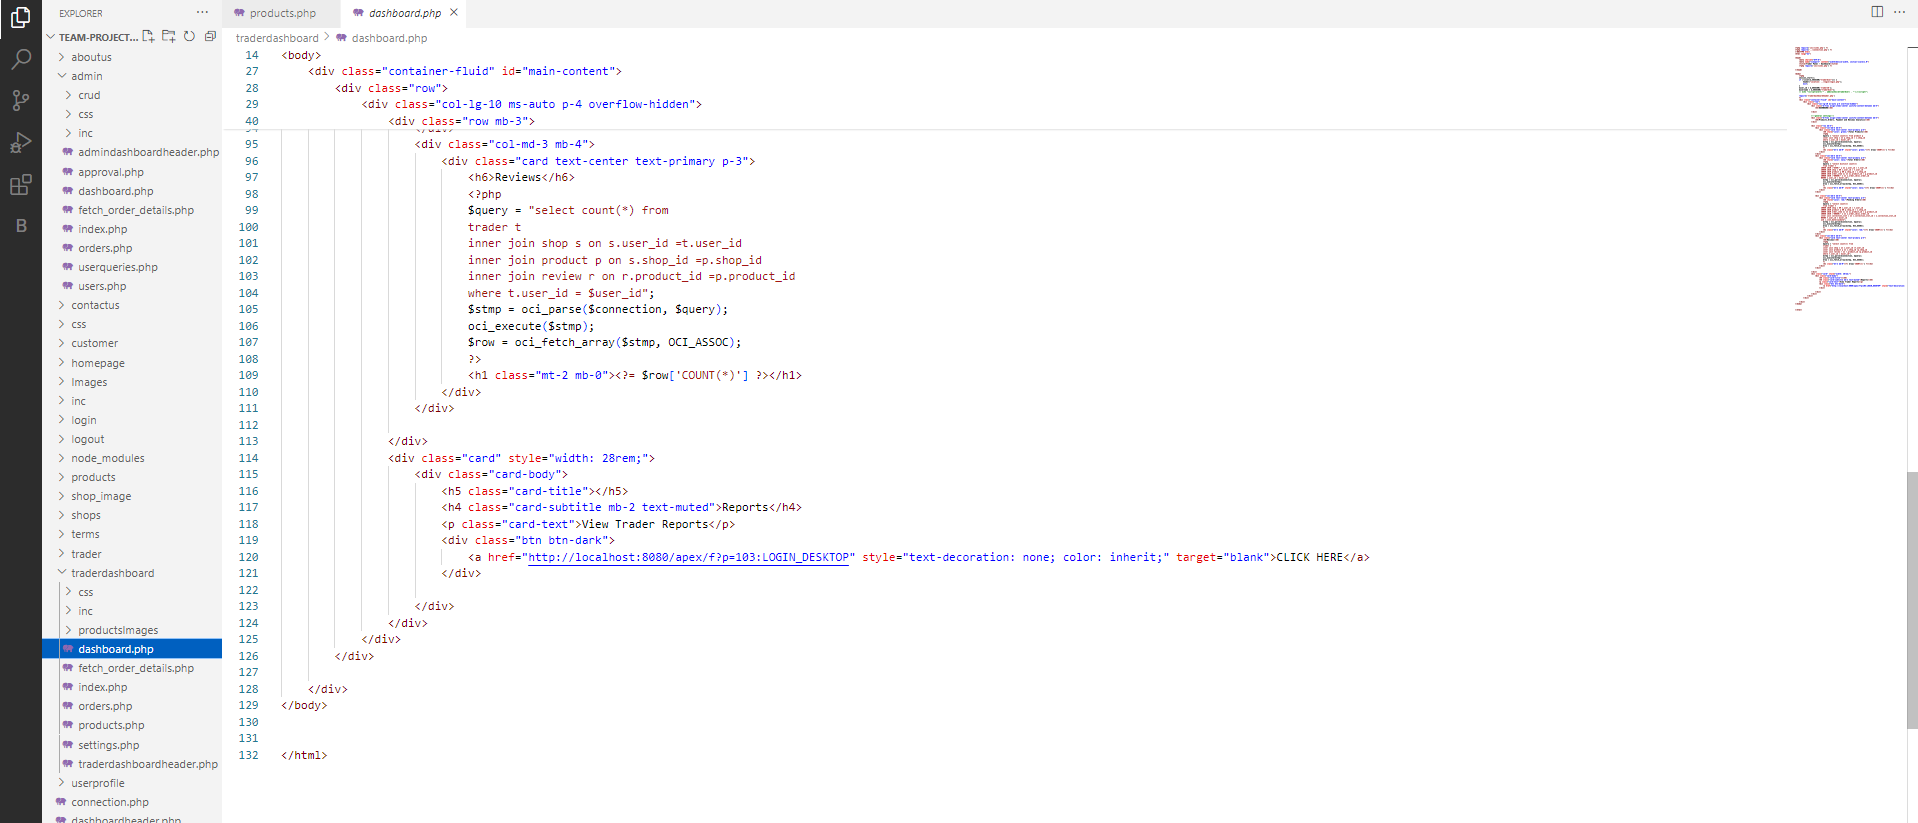 EXPLORER
TEAM-PROJECT...
aboutus
admin
crud
css
inc
admindashboardheader.php
approval.php
dashboard.php
fetch_order_details.php
index.php
orders.php
userqueries.php
users.php
contactus
css
customer
homepage
Images
inc
login
logout
node_modules
products
shop_image
shops
terms
trader
traderdashboard
css
inc
productsImages
dashboard.php
fetch_order_details.php
index.php
orders.php
products.php
settings.php
traderdashboardheader.php
userprofile
connection.php
dashboardheader.php
products.php
dashboard.php
traderdashboard > dashboard.php
14 <body>
27 <div class="container-fluid" id="main-content">
28 <div class="row">
29 <div class="col-lg-10 ms-auto p-4 overflow-hidden">
40 <div class="row mb-3">
94 </div>
95 <div class="col-md-3 mb-4">
96 <div class="card text-center text-primary p-3">
97 <h6>Reviews</h6>
98 <?php
99 $query = "select count(*) from
100 trader t
101 inner join shop s on s.user_id =t.user_id
102 inner join product p on s.shop_id =p.shop_id
103 inner join review r on r.product_id =p.product_id
104 where t.user_id = $user_id";
105 $stmp = oci_parse($connection, $query);
106 oci_execute($stmp);
107 $row = oci_fetch_array($stmp, OCI_ASSOC);
108 ?>
109 <h1 class="mt-2 mb-0"><?= $row['COUNT(*)'] ?></h1>
110 </div>
111 </div>
112
113 </div>
114 <div class="card" style="width: 28rem;">
115 <div class="card-body">
116 <h5 class="card-title"></h5>
117 <h4 class="card-subtitle mb-2 text-muted">Reports</h4>
118 <p class="card-text">View Trader Reports</p>
119 <div class="btn btn-dark">
120 <a href="http://localhost:8080/apex/f?p=103:LOGIN_DESKTOP" style="text-decoration: none; color: inherit;" target="blank">CLICK HERE</a>
121 </div>
122
123 </div>
124 </div>
125 </div>
126 </div>
127
128 </div>
129 </body>
130
131
132 </html>